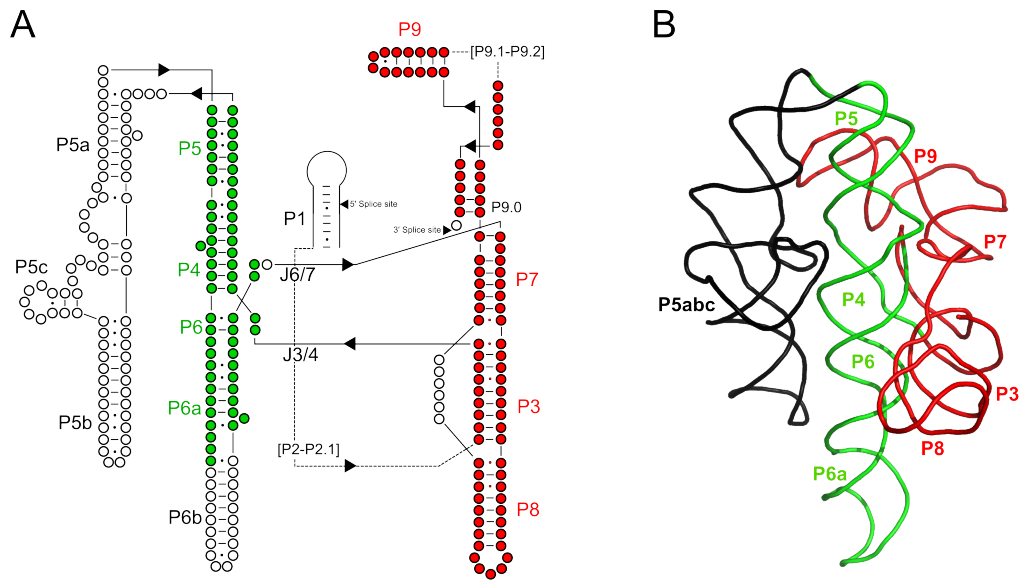 A
P9
[P9.1-P9.2]
P5a
P5
P1
5' Splice site
3' Splice site
P9.0
P5c
P4
J6/7
P7
P6
J3/4
P6a
P3
P5b
[P2-P2.1]
P6b
P8
B
P5
P9
P7
P5abc
P4
P6
P3
P8
P6a